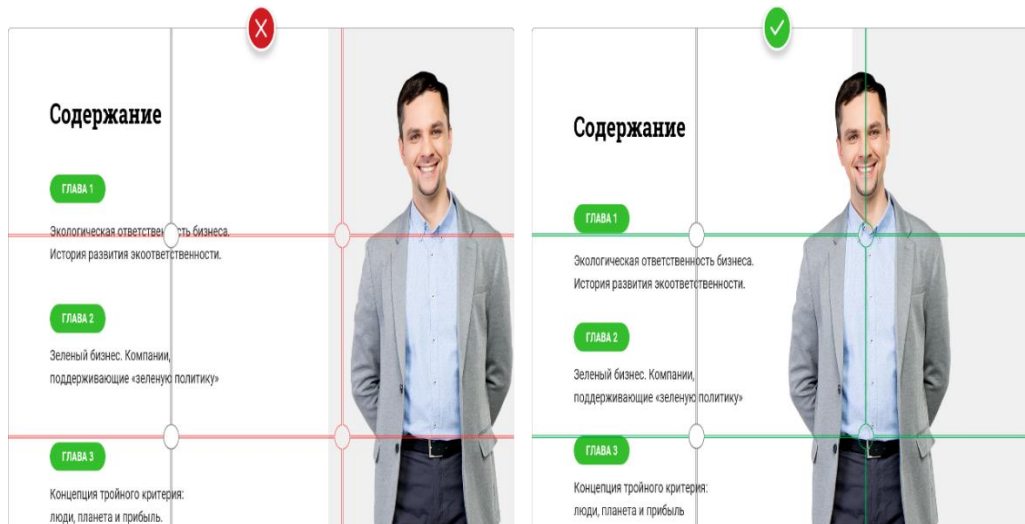 Содержание
ГЛАВА 1
Экологическая ответственность бизнеса.
История развития экоответственности.
ГЛАВА 2
Зеленый бизнес. Компании,
поддерживающие «зеленую политику»
ГЛАВА 3
Концепция тройного критерия:
люди, планета и прибыль.
Содержание
ГЛАВА 1
Экологическая ответственность бизнеса.
История развития экоответственности.
ГЛАВА 2
Зеленый бизнес. Компании,
поддерживающие «зеленую политику»
ГЛАВА 3
Концепция тройного критерия:
люди, планета и прибыль